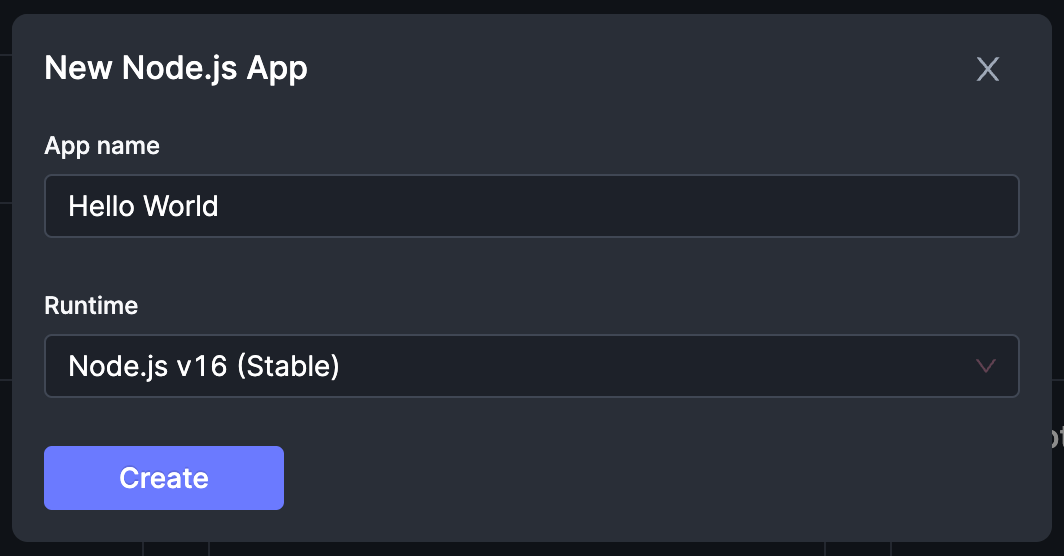 New Node.js App
App name
Hello World
Runtime
Node.js v16 (Stable)
Create